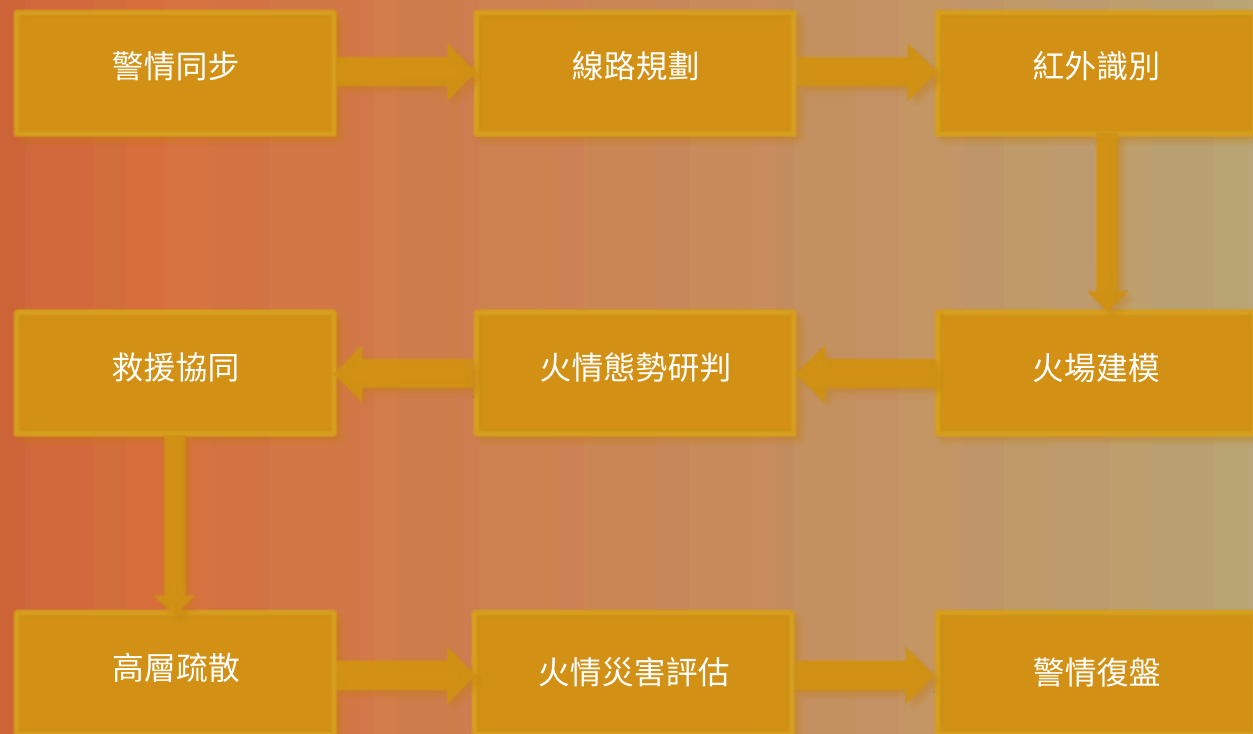 警情同步
線路規劃
紅外識別
救援協同
火情態勢研判
火場建模
高層疏散
火情災害評估
警情復盤